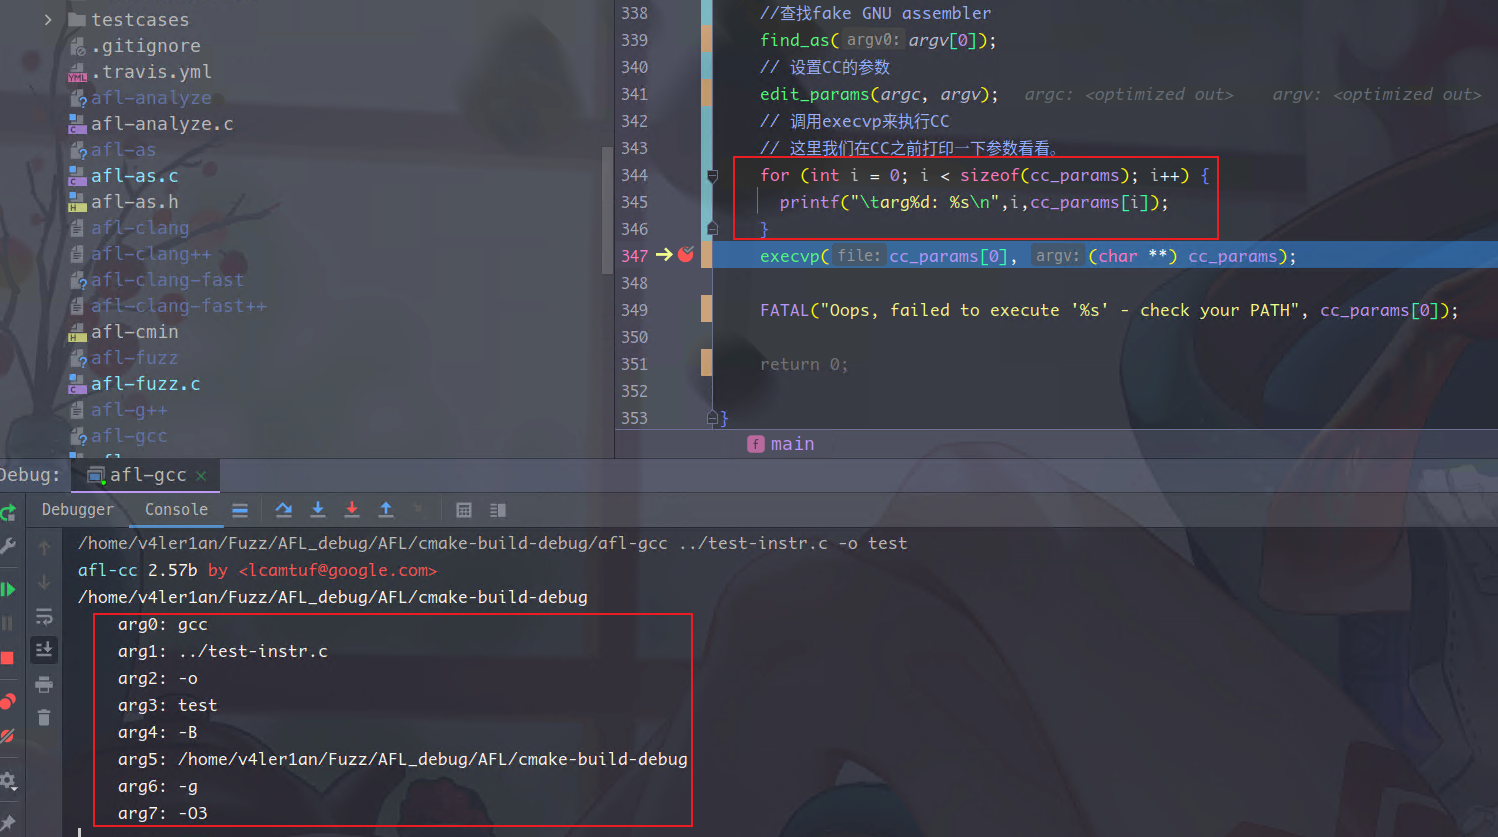 testcases
.gitignore
.travis.yml
afl-analyze
afl-analyze.c
afl-as
afl-as.c
afl-as.h
afl-clang
afl-clang++
afl-clang-fast
afl-clang-fast++
afl-cmin
afl-fuzz
afl-fuzz.c
afl-g++
afl-gcc
338 //查找fake GNU assembler
339 find_as( argv0: argv[0]);
340 // 设置CC的参数
341 edit_params(argc, argv); argc: <optimized out> argv: <optimized out>
342 // 调用execvp来执行CC
343 // 这里我们在CC之前打印一下参数看看。
344 for (int i = 0; i < sizeof(cc_params); i++) {
345 printf("\targ%d: %s\n",i,cc_params[i]);
346 }
347 execvp( file: cc_params[0], argv: (char **) cc_params);
348
349 FATAL("Oops, failed to execute '%s' - check your PATH", cc_params[0]);
350
351 return 0;
352
353 }
f main
Debug: afl-gcc ×
Debugger Console
/home/v4ler1an/Fuzz/AFL_debug/AFL/cmake-build-debug/afl-gcc ../test-instr.c -o test
afl-cc 2.57b by <lcamtuf@google.com>
/home/v4ler1an/Fuzz/AFL_debug/AFL/cmake-build-debug
arg0: gcc
arg1: ../test-instr.c
arg2: -o
arg3: test
arg4: -B
arg5: /home/v4ler1an/Fuzz/AFL_debug/AFL/cmake-build-debug
arg6: -g
arg7: -O3